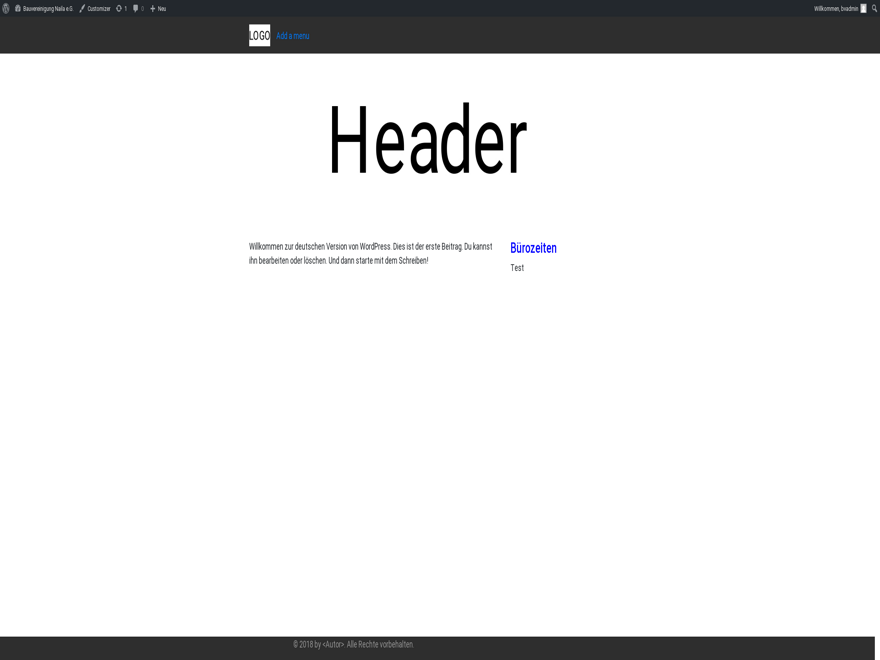 Bauvereinigung Naila e.G. Customizer 1 0 Neu Willkommen, bvadmin
LOGO Add a menu
Header
Willkommen zur deutschen Version von WordPress. Dies ist der erste Beitrag. Du kannst
ihn bearbeiten oder löschen. Und dann starte mit dem Schreiben!
Bürozeiten
Test
© 2018 by <Autor>. Alle Rechte vorbehalten.